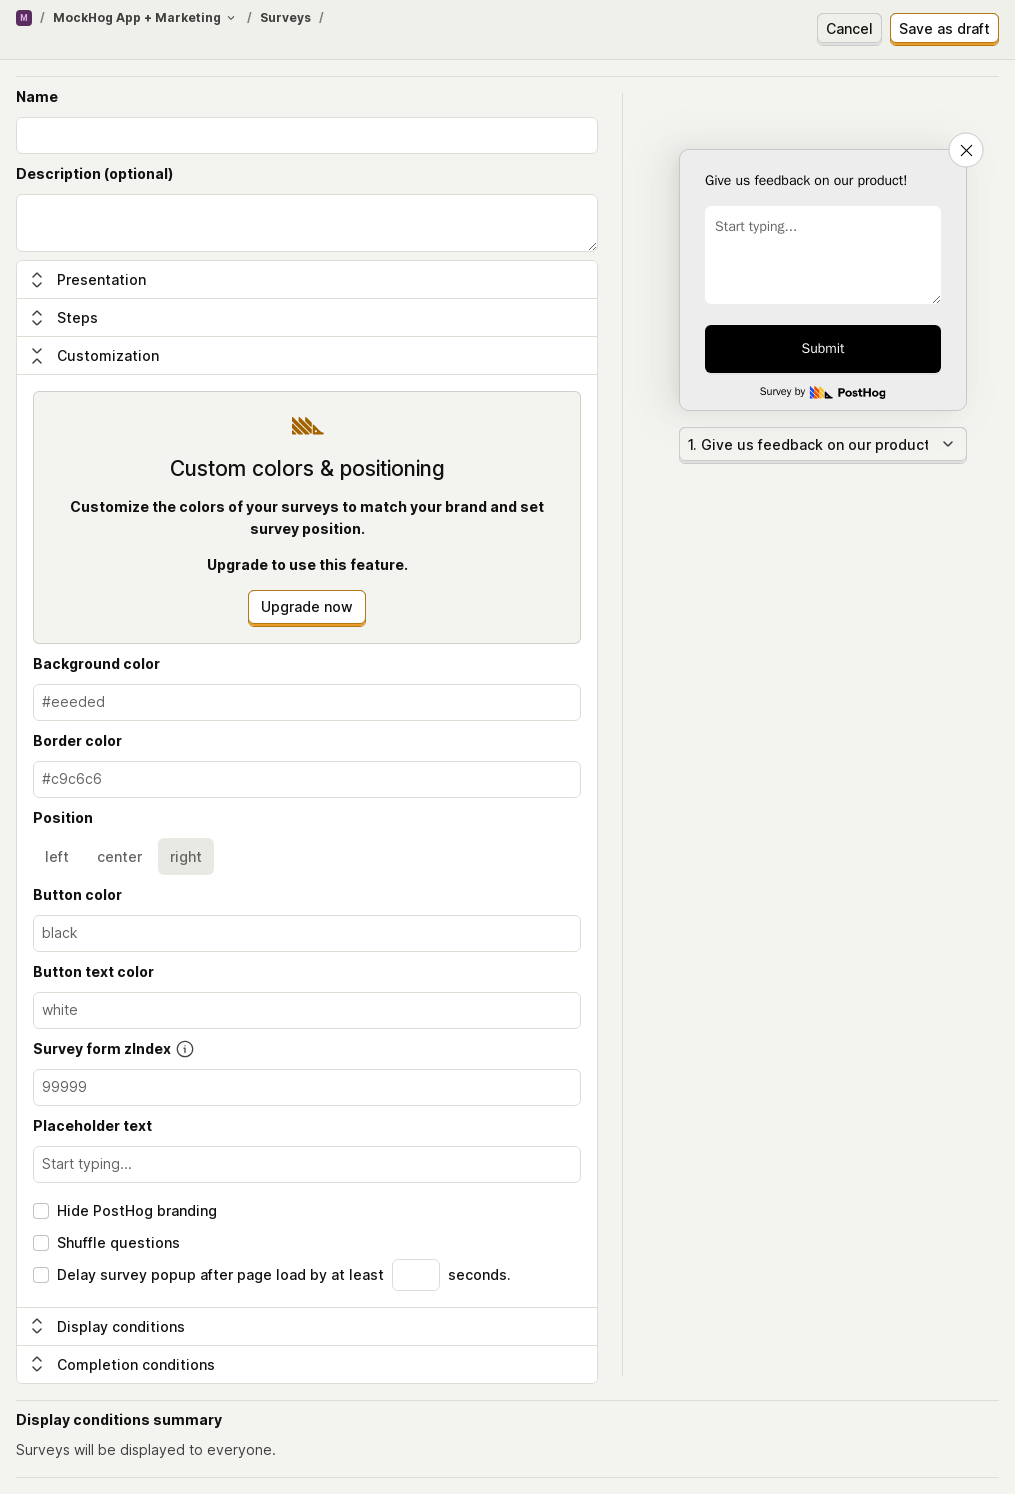 M / MockHog App + Marketing / Surveys /
Cancel
Save as draft
Name
Description (optional)
Presentation
Steps
Customization
Custom colors & positioning
Customize the colors of your surveys to match your brand and set
survey position.
Upgrade to use this feature.
Upgrade now
Background color
#eeeded
Border color
#c9c6c6
Position
left center right
Button color
black
Button text color
white
Survey form zIndex
99999
Placeholder text
Start typing...
Hide PostHog branding
Shuffle questions
Delay survey popup after page load by at least seconds.
Display conditions
Completion conditions
Give us feedback on our product!
Start typing...
Submit
Survey by PostHog
1. Give us feedback on our product
Display conditions summary
Surveys will be displayed to everyone.